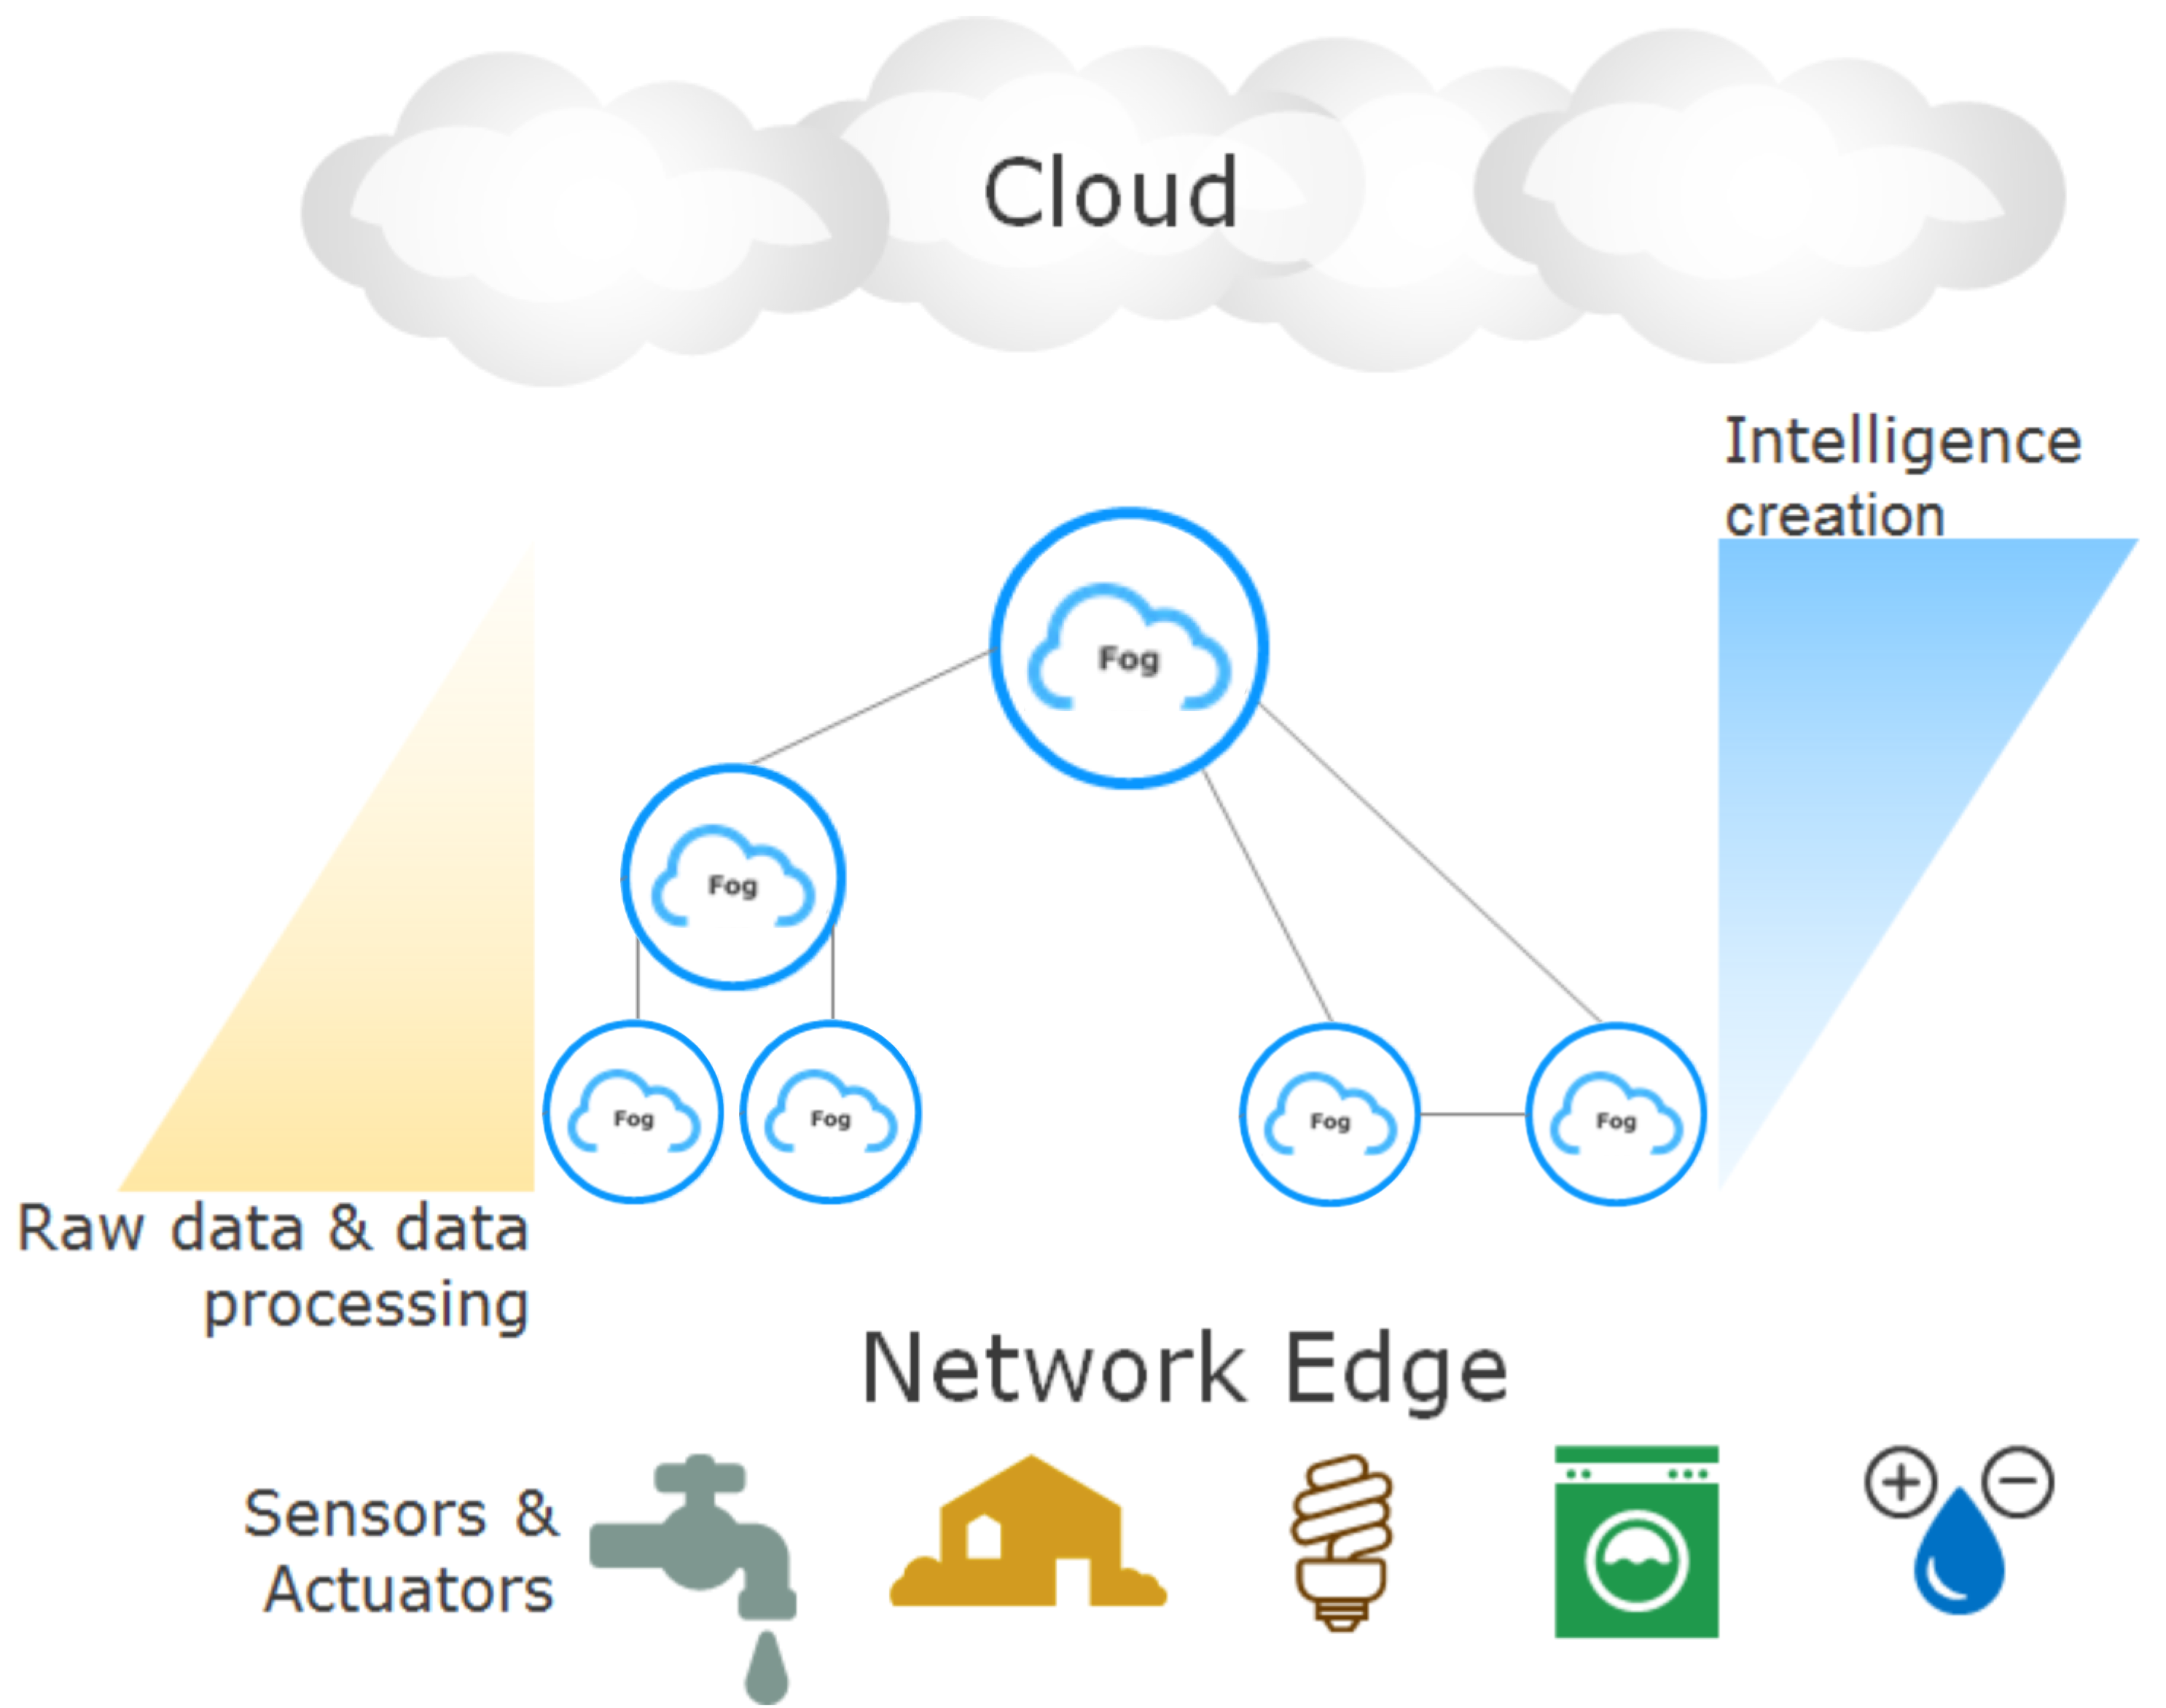 Cloud
Intelligence
creation
Fog
Fog
Fog
Fog
Fog
Fog
Raw data & data
processing
Network Edge
Sensors &
Actuators